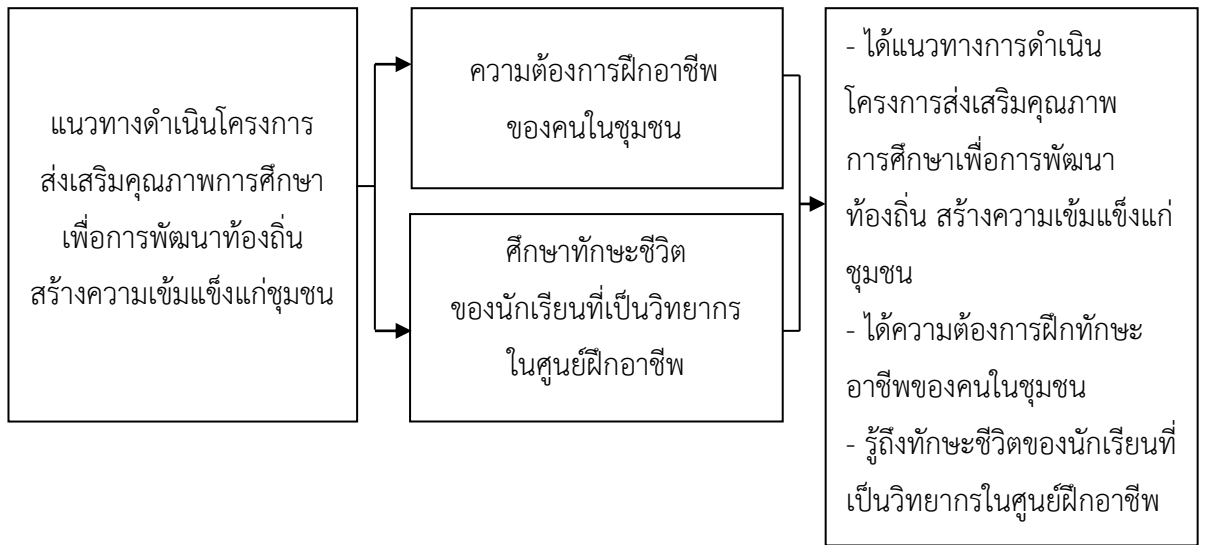 แนวทางดำเนินโครงการ
ส่งเสริมคุณภาพการศึกษา
เพื่อการพัฒนาท้องถิ่น
สร้างความเข้มแข็งแก่ชุมชน
ความต้องการฝึกอาชีพ
ของคนในชุมชน
ศึกษาทักษะชีวิต
ของนักเรียนที่เป็นวิทยากร
ในศูนย์ฝึกอาชีพ
- ได้แนวทางการดำเนิน
โครงการส่งเสริมคุณภาพ
การศึกษาเพื่อการพัฒนา
ท้องถิ่น สร้างความเข้มแข็งแก่
ชุมชน
- ได้ความต้องการฝึกทักษะ
อาชีพของคนในชุมชน
- รู้ถึงทักษะชีวิตของนักเรียนที่
เป็นวิทยากรในศูนย์ฝึกอาชีพ